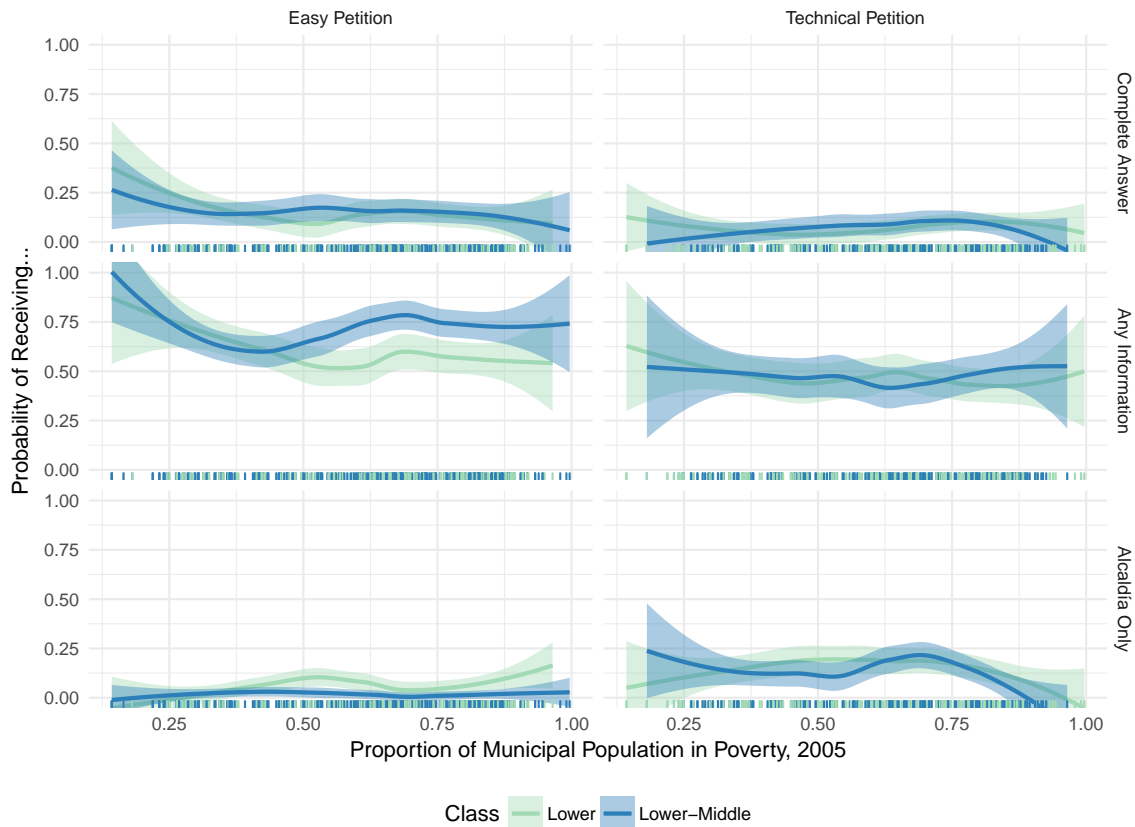 Easy Petition
Technical Petition
1.00
0.75
0.50
0.25
0.00
Complete Answer
1.00
0.75
0.50
0.25
0.00
Any Information
1.00
0.75
0.50
0.25
0.00
Alcaldía Only
Probability of Receiving...
0.25 0.50 0.75 1.00
0.25 0.50 0.75 1.00
Proportion of Municipal Population in Poverty, 2005
Class Lower Lower−Middle